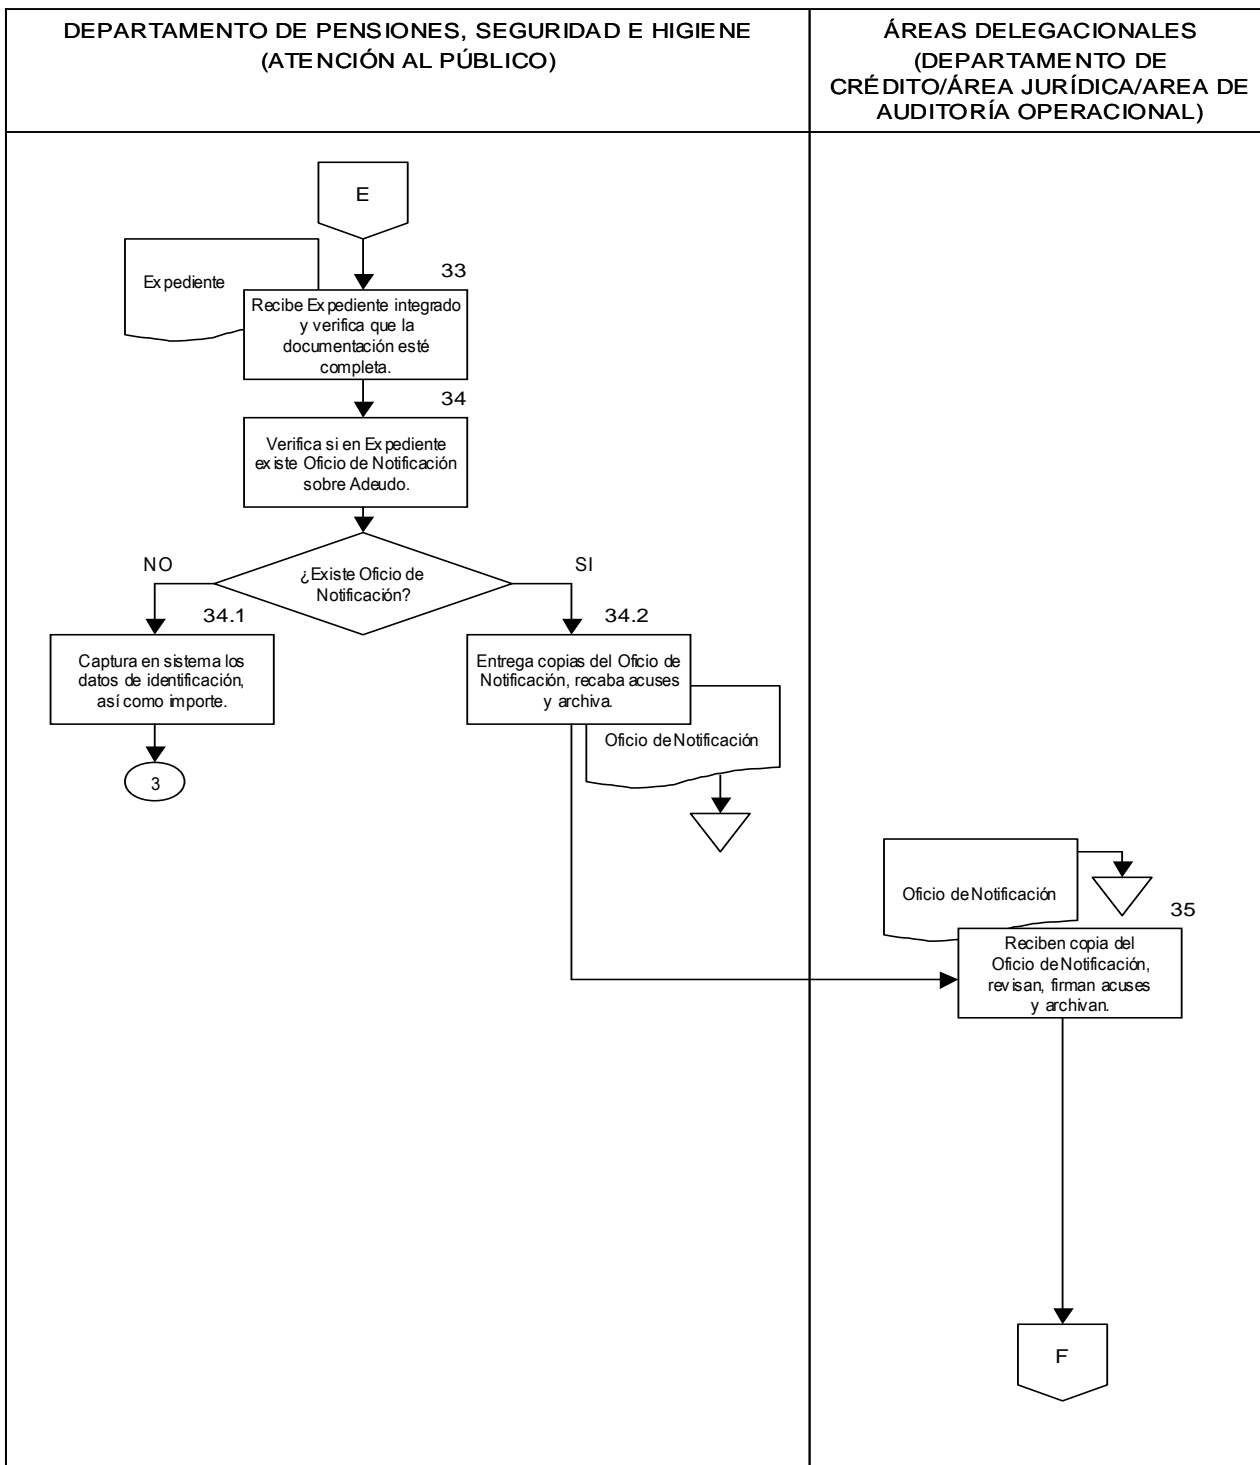 DEPARTAMENTO DE PENSIONES, SEGURIDAD E HIGIENE
(ATENCIÓN AL PÚBLICO)
ÁREAS DELEGACIONALES
(DEPARTAMENTO DE
CRÉDITO/ÁREA JURÍDICA/AREA DE
AUDITORÍA OPERACIONAL)
E
Expediente
33
Recibe Expediente integrado
y verifica que la
documentación esté
completa.
34
Verifica si en Expediente
existe Oficio de Notificación
sobre Adeudo.
NO
¿Existe Oficio de
Notificación?
SI
34.1
Captura en sistema los
datos de identificación,
así como importe.
3
34.2
Entrega copias del Oficio de
Notificación, recaba acuses
y archiva.
Oficio de Notificación
Oficio de Notificación
35
Reciben copia del
Oficio de Notificación,
revisan, firman acuses
y archivan.
F